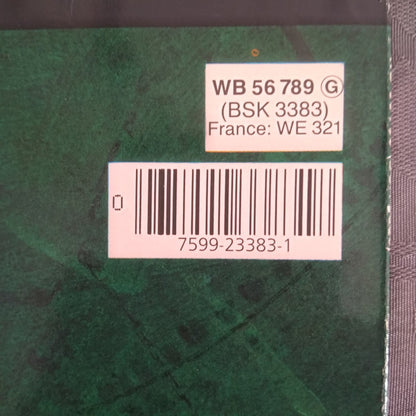 WB 56 789 Ⓖ
(BSK 3383)
France: WE 321
0
7599-23383-1